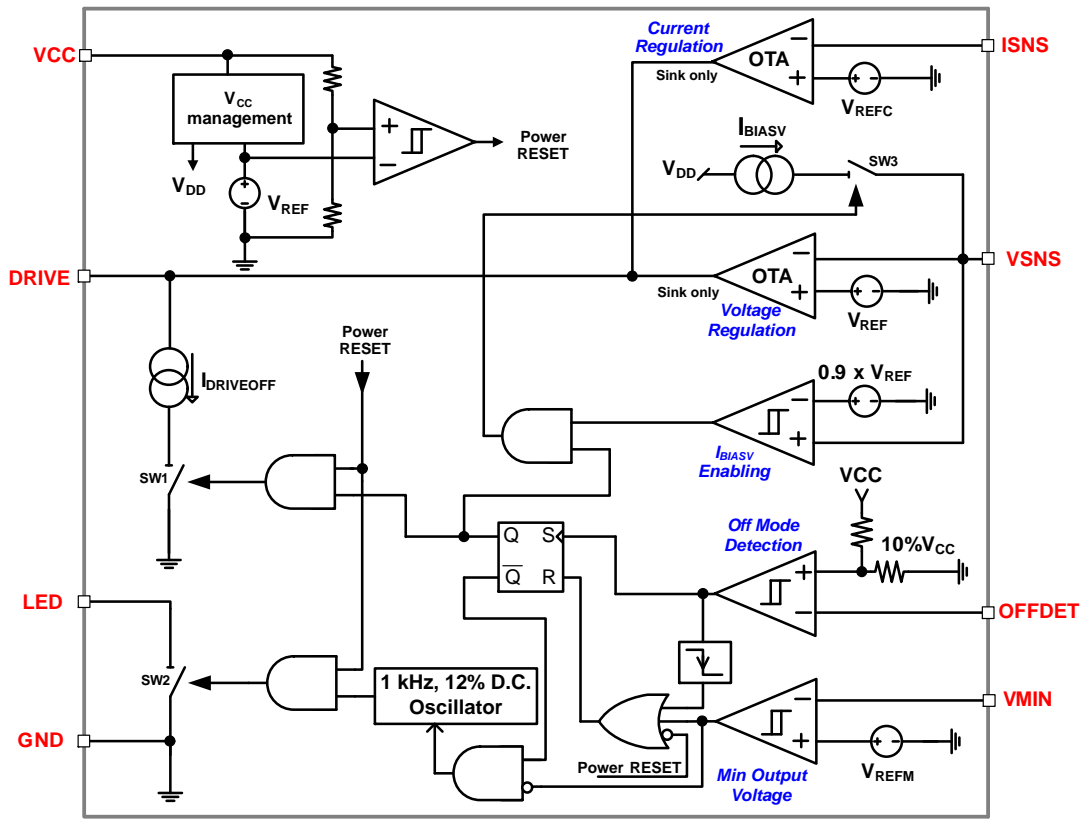 Current
Regulation
Sink only
OTA
−
+
ISNS
VREFC
VCC
VCC
management
VDD
VREF
+
−
Power
RESET
IBIASV
VDD
SW3
DRIVE
Sink only
OTA
−
+
VREF
VSNS
Voltage
Regulation
Power
RESET
IDRIVEOFF
0.9 x VREF
−
+
IBIASV
Enabling
SW1
VCC
10%VCC
Off Mode
Detection
+
−
Q
S
Q
R
OFFDET
LED
SW2
1 kHz, 12% D.C.
Oscillator
VMIN
−
+
VREFM
GND
Power RESET
Min Output
Voltage